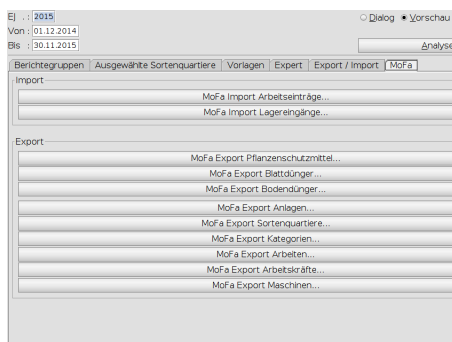 EJ . : 2015
Dialog Vorschau
Von : 01.12.2014
Bis : 30.11.2015
Analyse
Berichtegruppen Ausgewählte Sortenquartiere Vorlagen Expert Export / Import MoFa
Import
MoFa Import Arbeitseinträge...
MoFa Import Lagereingänge...
Export
MoFa Export Pflanzenschutzmittel...
MoFa Export Blattdünger...
MoFa Export Bodendünger...
MoFa Export Anlagen...
MoFa Export Sortenquartiere...
MoFa Export Kategorien...
MoFa Export Arbeiten...
MoFa Export Arbeitskräfte...
MoFa Export Maschinen...